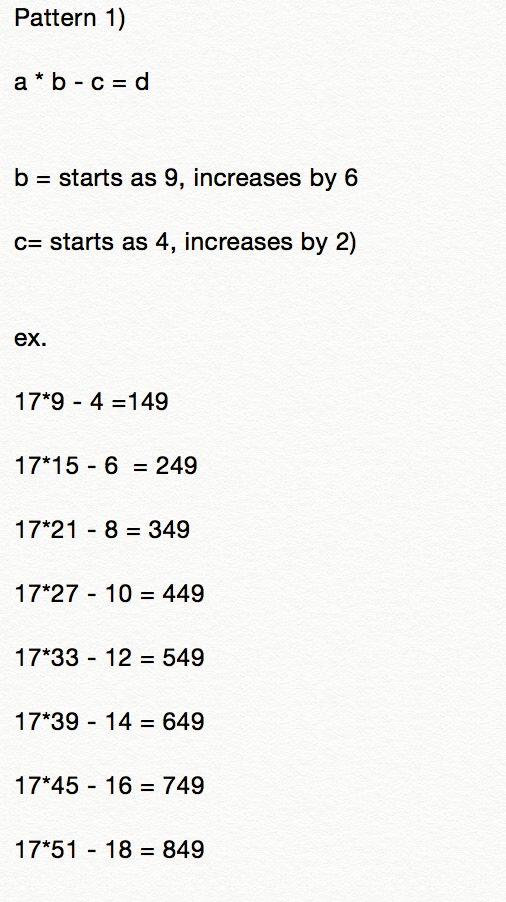 Pattern 1)
a * b - c = d
b = starts as 9, increases by 6
c= starts as 4, increases by 2)
ex.
17*9 - 4 =149
17*15 - 6  = 249
17*21 - 8 = 349
17*27 - 10 = 449
17*33 - 12 = 549
17*39 - 14 = 649
17*45 - 16 = 749
17*51 - 18 = 849